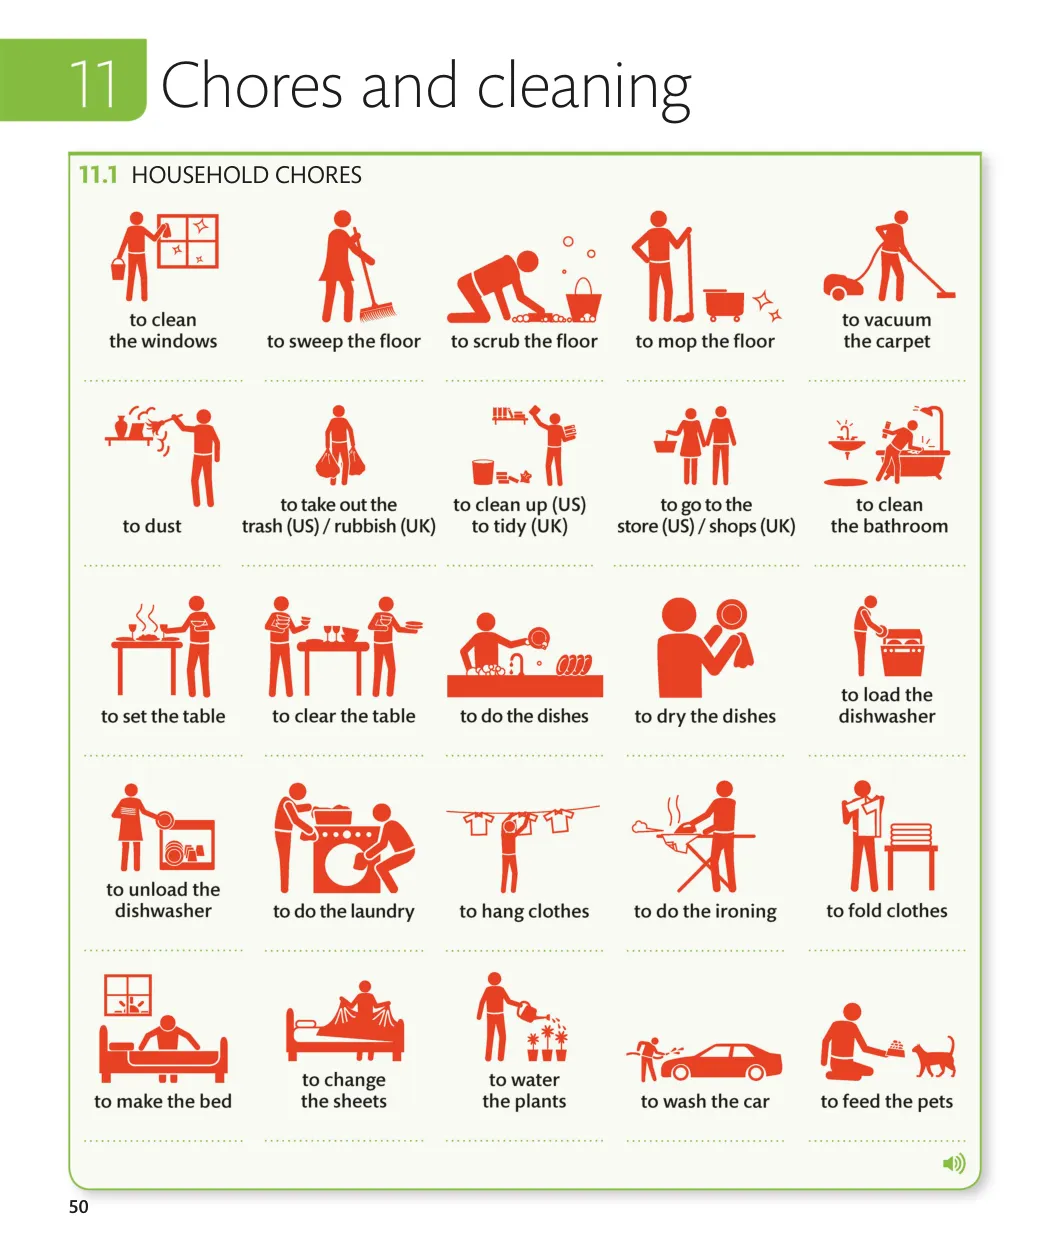 11 Chores and cleaning
11.1 HOUSEHOLD CHORES
to clean
the windows
to sweep the floor
to scrub the floor
to mop the floor
to vacuum
the carpet
to dust
to take out the
trash (US) / rubbish (UK)
to clean up (US)
to tidy (UK)
to go to the
store (US) / shops (UK)
to clean
the bathroom
to set the table
to clear the table
to do the dishes
to dry the dishes
to load the
dishwasher
to unload the
dishwasher
to do the laundry
to hang clothes
to do the ironing
to fold clothes
to make the bed
to change
the sheets
to water
the plants
to wash the car
to feed the pets
50